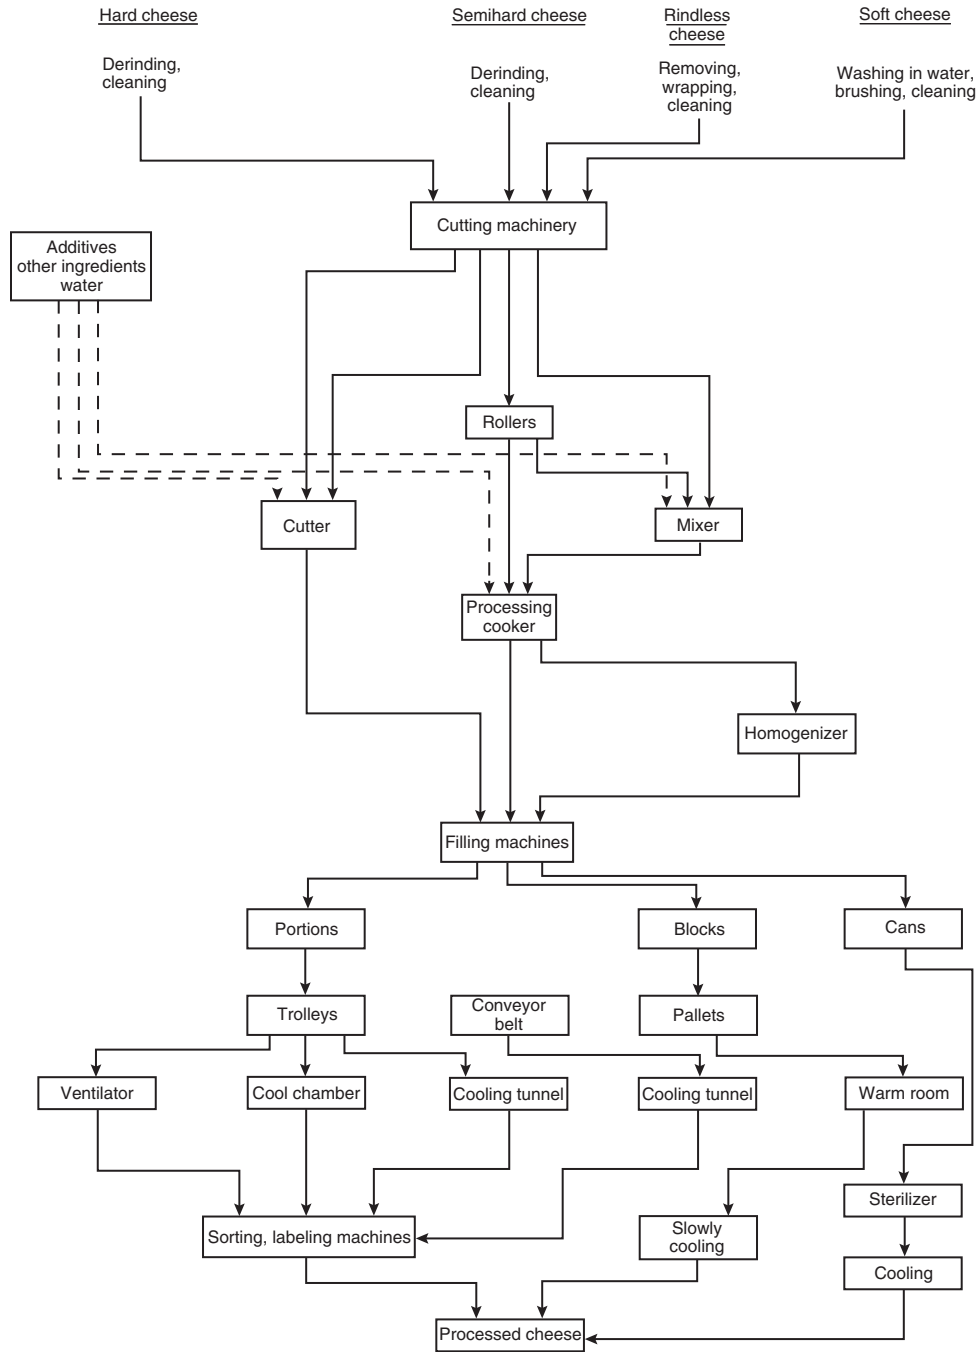 Hard cheese
Semihard cheese
Rindless
cheese
Soft cheese
Derinding,
cleaning
Derinding,
cleaning
Removing,
wrapping,
cleaning
Washing in water,
brushing, cleaning
Cutting machinery
Additives
other ingredients
water
Rollers
Cutter
Mixer
Processing
cooker
Homogenizer
Filling machines
Portions
Blocks
Cans
Trolleys
Conveyor
belt
Pallets
Ventilator
Cool chamber
Cooling tunnel
Cooling tunnel
Warm room
Sterilizer
Sorting, labeling machines
Slowly
cooling
Cooling
Processed cheese